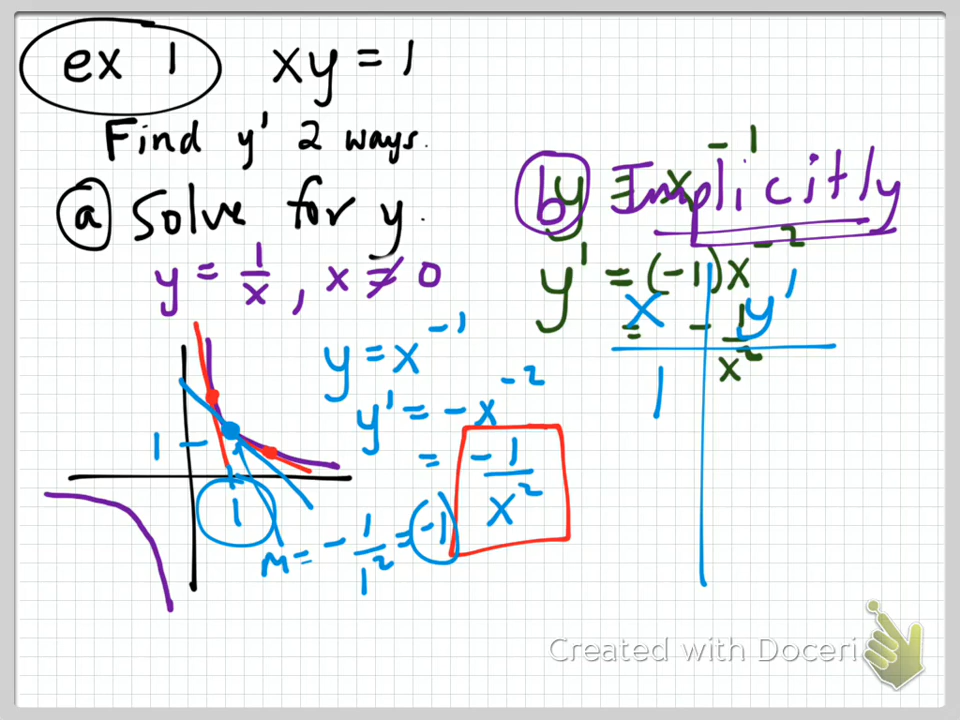 ex 1 xy = 1
Find y' 2 ways.
(a) Solve for y.
y = 1/x , x ≠ 0
y = x^-1
y' = -x^-2
= -1/x^2
1
1
m = -1/1^2 = -1
(b) Implicitly
y = x^-1
y' = (-1)x^-2
= -1/x^2
x y'
1
Created with Doceri